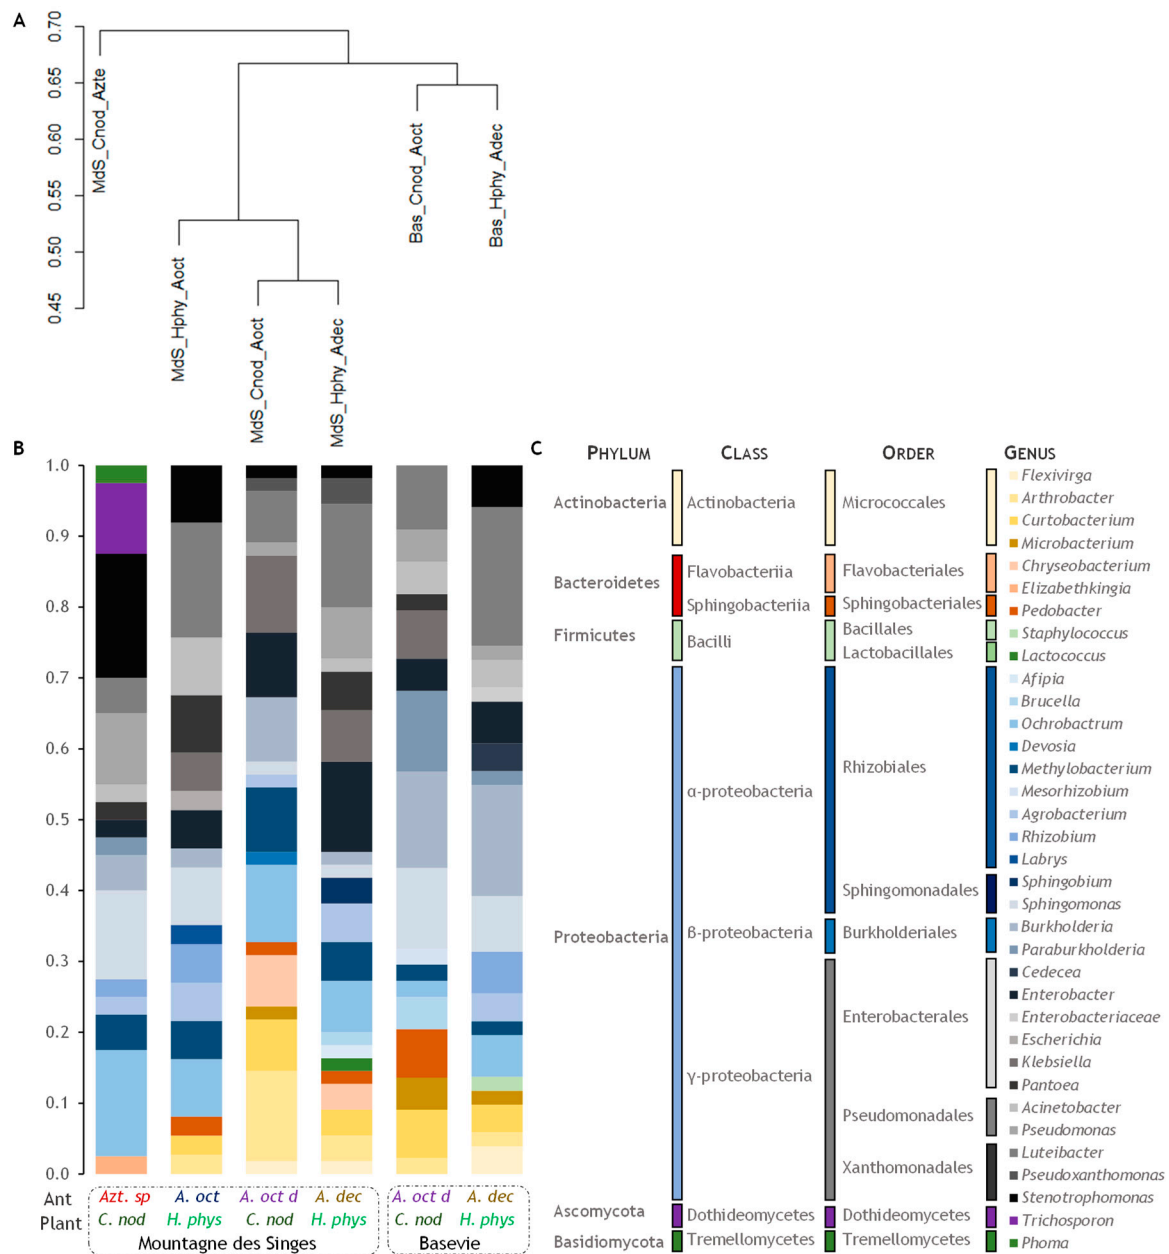 A
0.70
0.65
0.60
0.55
0.50
0.45
MdS_Cnod_Azte
MdS_Hphy_Aoct
MdS_Cnod_Aoct
MdS_Hphy_Adec
Bas_Cnod_Aoct
Bas_Hphy_Adec
B
1.0
0.9
0.8
0.7
0.6
0.5
0.4
0.3
0.2
0.1
0.0
Ant Azt. sp A. oct A. oct d A. dec A. oct d A. dec
Plant C. nod H. phys C. nod H. phys C. nod H. phys
Mountagne des Singes Basevie
C PHYLUM CLASS ORDER GENUS
Actinobacteria
Bacteroidetes
Firmicutes
Proteobacteria
Ascomycota
Basidiomycota
Actinobacteria
Flavobacteriia
Sphingobacteriia
Bacilli
α-proteobacteria
ß-proteobacteria
γ-proteobacteria
Dothideomycetes
Tremellomycetes
Micrococcales
Flavobacteriales
Sphingobacteriales
Bacillales
Lactobacillales
Rhizobiales
Sphingomonadales
Burkholderiales
Enterobacterales
Pseudomonadales
Xanthomonadales
Dothideomycetes
Tremellomycetes
Flexivirga
Arthrobacter
Curtobacterium
Microbacterium
Chryseobacterium
Elizabethkingia
Pedobacter
Staphylococcus
Lactococcus
Afipia
Brucella
Ochrobactrum
Devosia
Methylobacterium
Mesorhizobium
Agrobacterium
Rhizobium
Labrys
Sphingobium
Sphingomonas
Burkholderia
Paraburkholderia
Cedecea
Enterobacter
Enterobacteriaceae
Escherichia
Klebsiella
Pantoea
Acinetobacter
Pseudomonas
Luteibacter
Pseudoxanthomonas
Stenotrophomonas
Trichosporon
Phoma